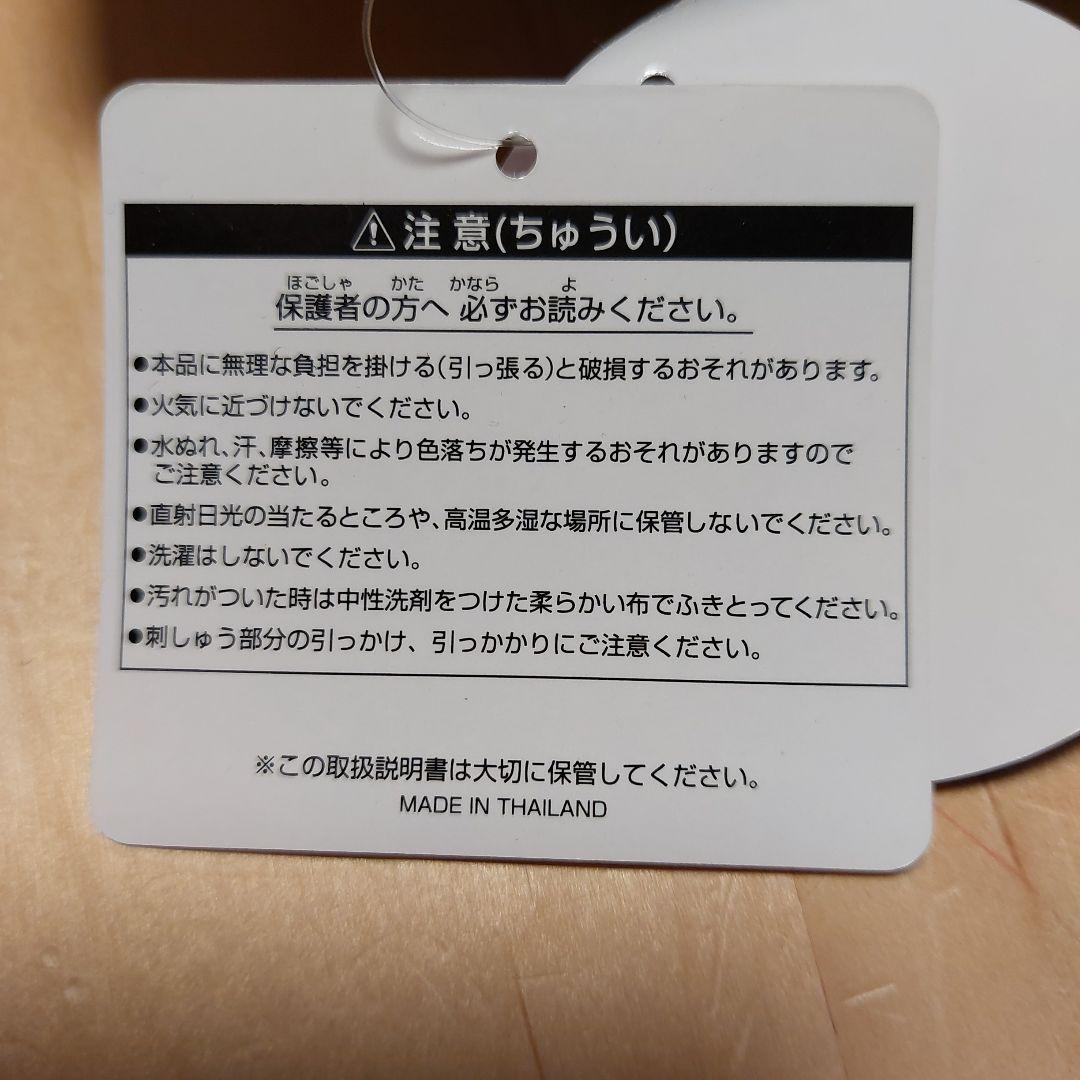 ⚠注意(ちゅうい)
ほごしゃ かた かなら よ
保護者の方へ 必ずお読みください。
●本品に無理な負担を掛ける(引っ張る)と破損するおそれがあります。
●火気に近づけないでください。
●水ぬれ、汗、摩擦等により色落ちが発生するおそれがありますので
ご注意ください。
●直射日光の当たるところや、高温多湿な場所に保管しないでください。
●洗濯はしないでください。
●汚れがついた時は中性洗剤をつけた柔らかい布でふきとってください。
●刺しゅう部分の引っかけ、引っかかりにご注意ください。
※この取扱説明書は大切に保管してください。
MADE IN THAILAND